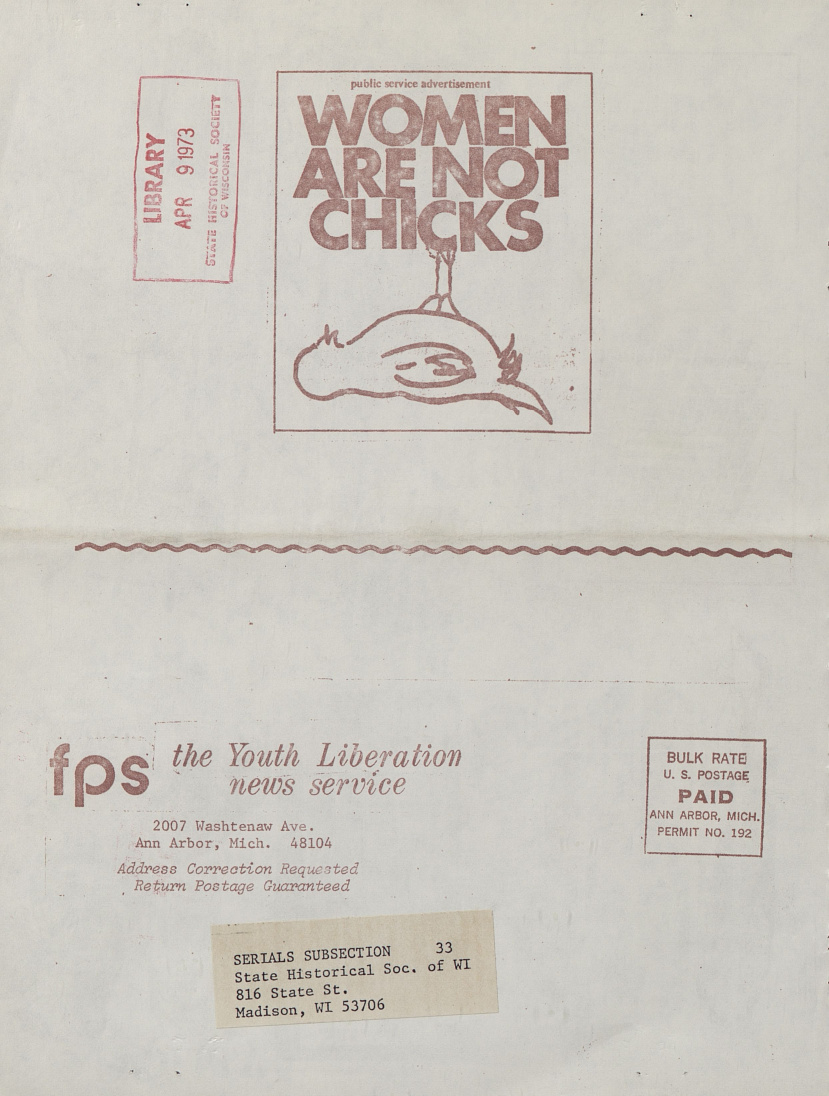 public service advertisement
WOMEN
ARE NOT
CHICKS
LIBRARY
APR 9 1973
STATE HISTORICAL SOCIETY
OF WISCONSIN
fps the Youth Liberation
news service
2007 Washtenaw Ave.
Ann Arbor, Mich. 48104
Address Correction Requested
Return Postage Guaranteed
BULK RATE
U. S. POSTAGE
PAID
ANN ARBOR, MICH.
PERMIT NO. 192
SERIALS SUBSECTION 33
State Historical Soc. of WI
816 State St.
Madison, WI 53706